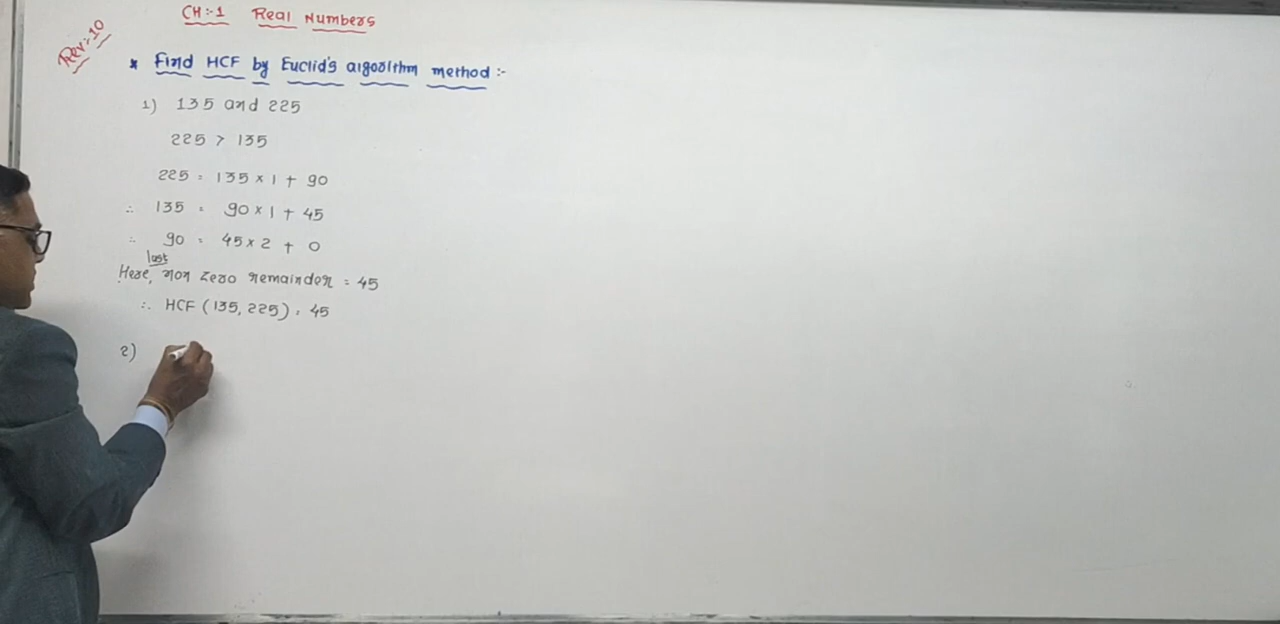 CH:-1 Real Numbers
Rev:-10
* Find HCF by Euclid's algorithm method :-
1) 135 and 225
225 > 135
225 = 135 × 1 + 90
∴ 135 = 90 × 1 + 45
∴ 90 = 45 × 2 + 0
Here, last non zero remainder = 45
∴ HCF (135, 225) = 45
2)